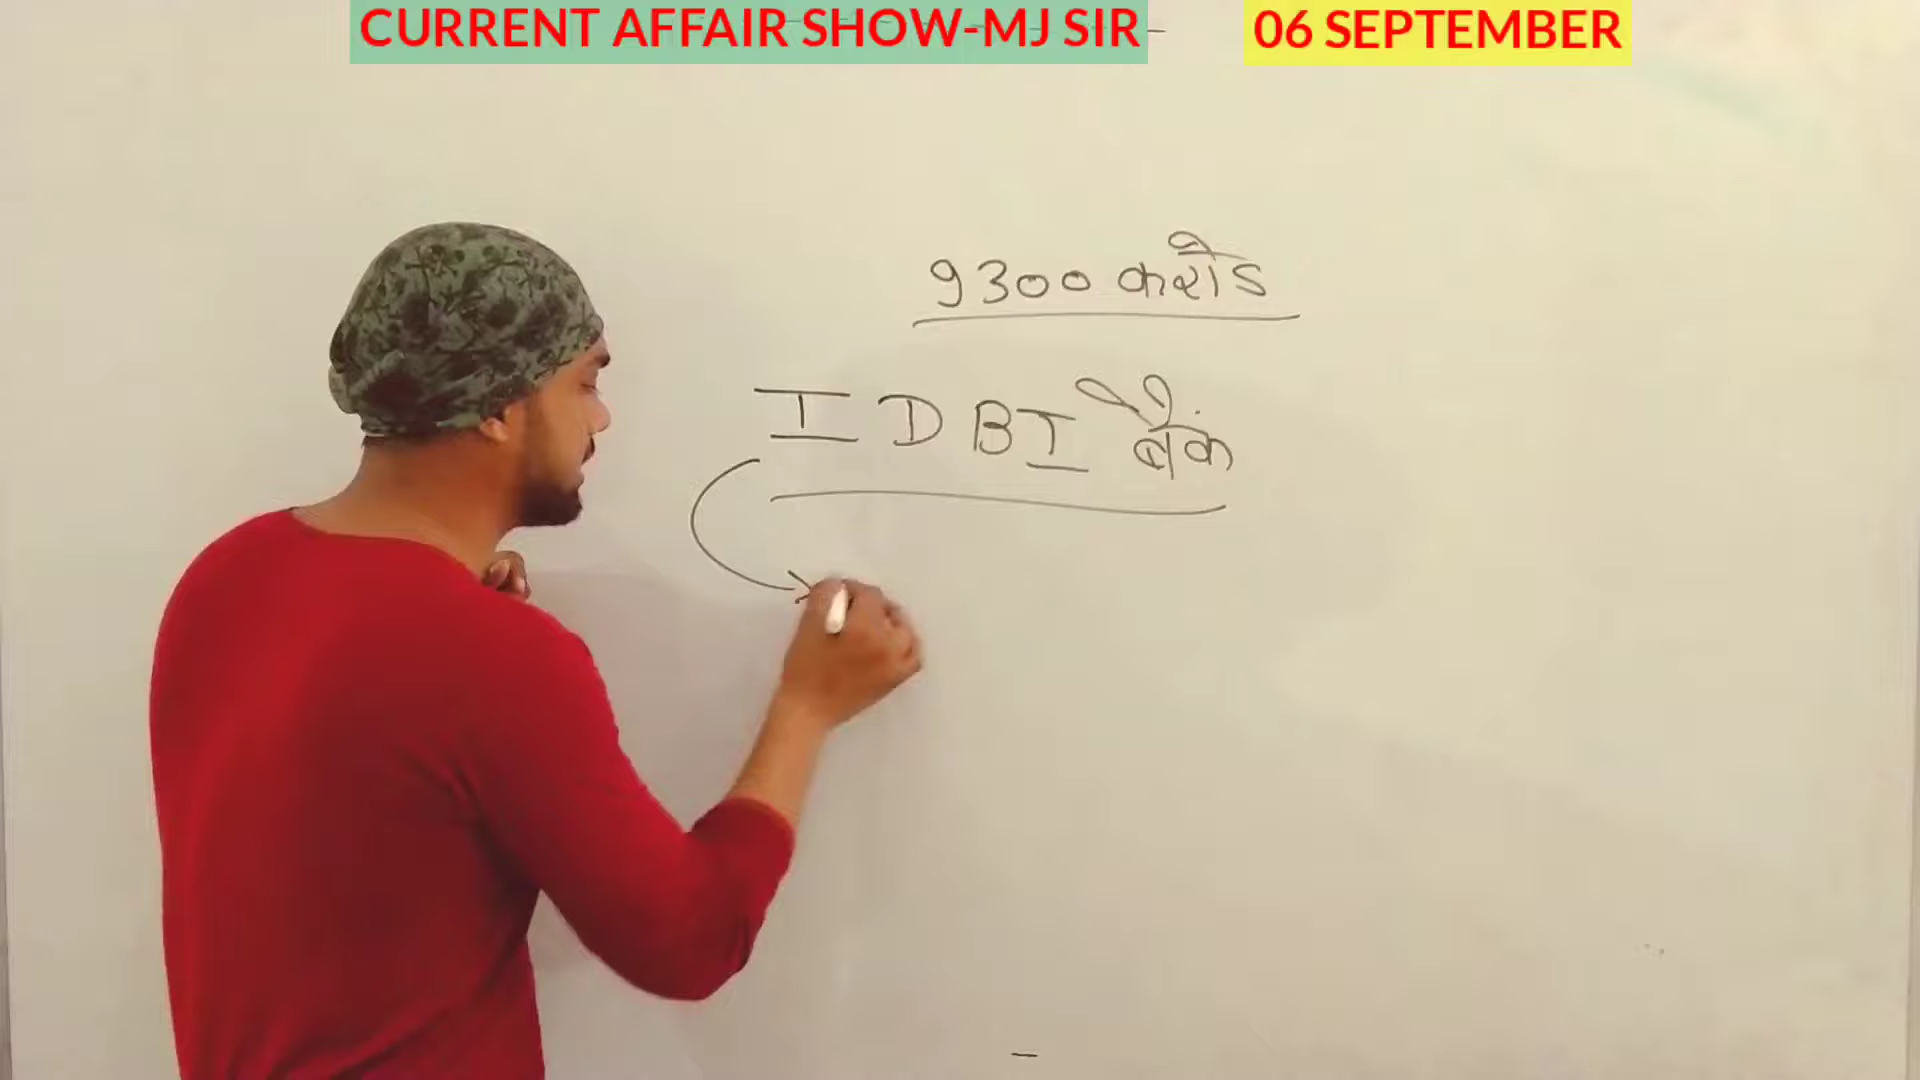 CURRENT AFFAIR SHOW-MJ SIR
06 SEPTEMBER
9300 करोड
IDBI बैंक